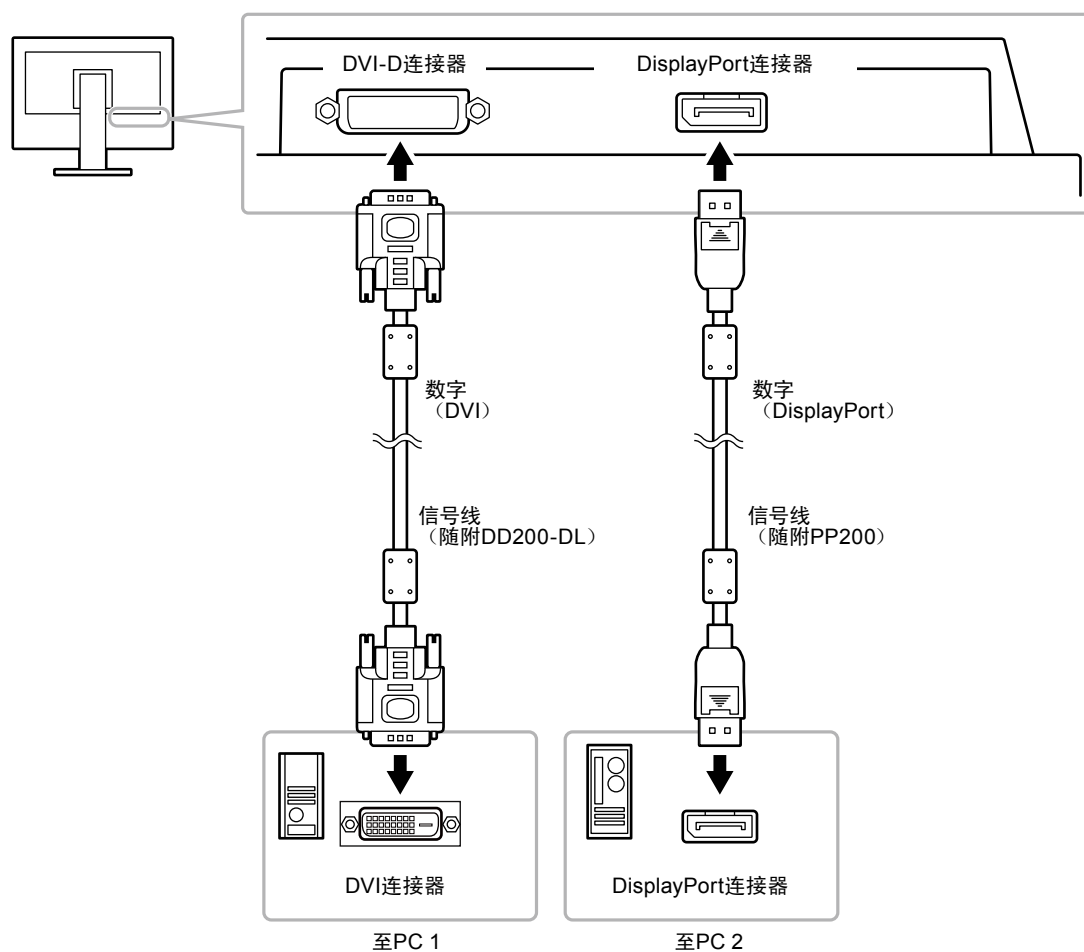 DVI-D连接器
DisplayPort连接器
数字
（DVI）
数字
（DisplayPort）
信号线
（随附DD200-DL）
信号线
（随附PP200）
DVI连接器
DisplayPort连接器
至PC 1
至PC 2